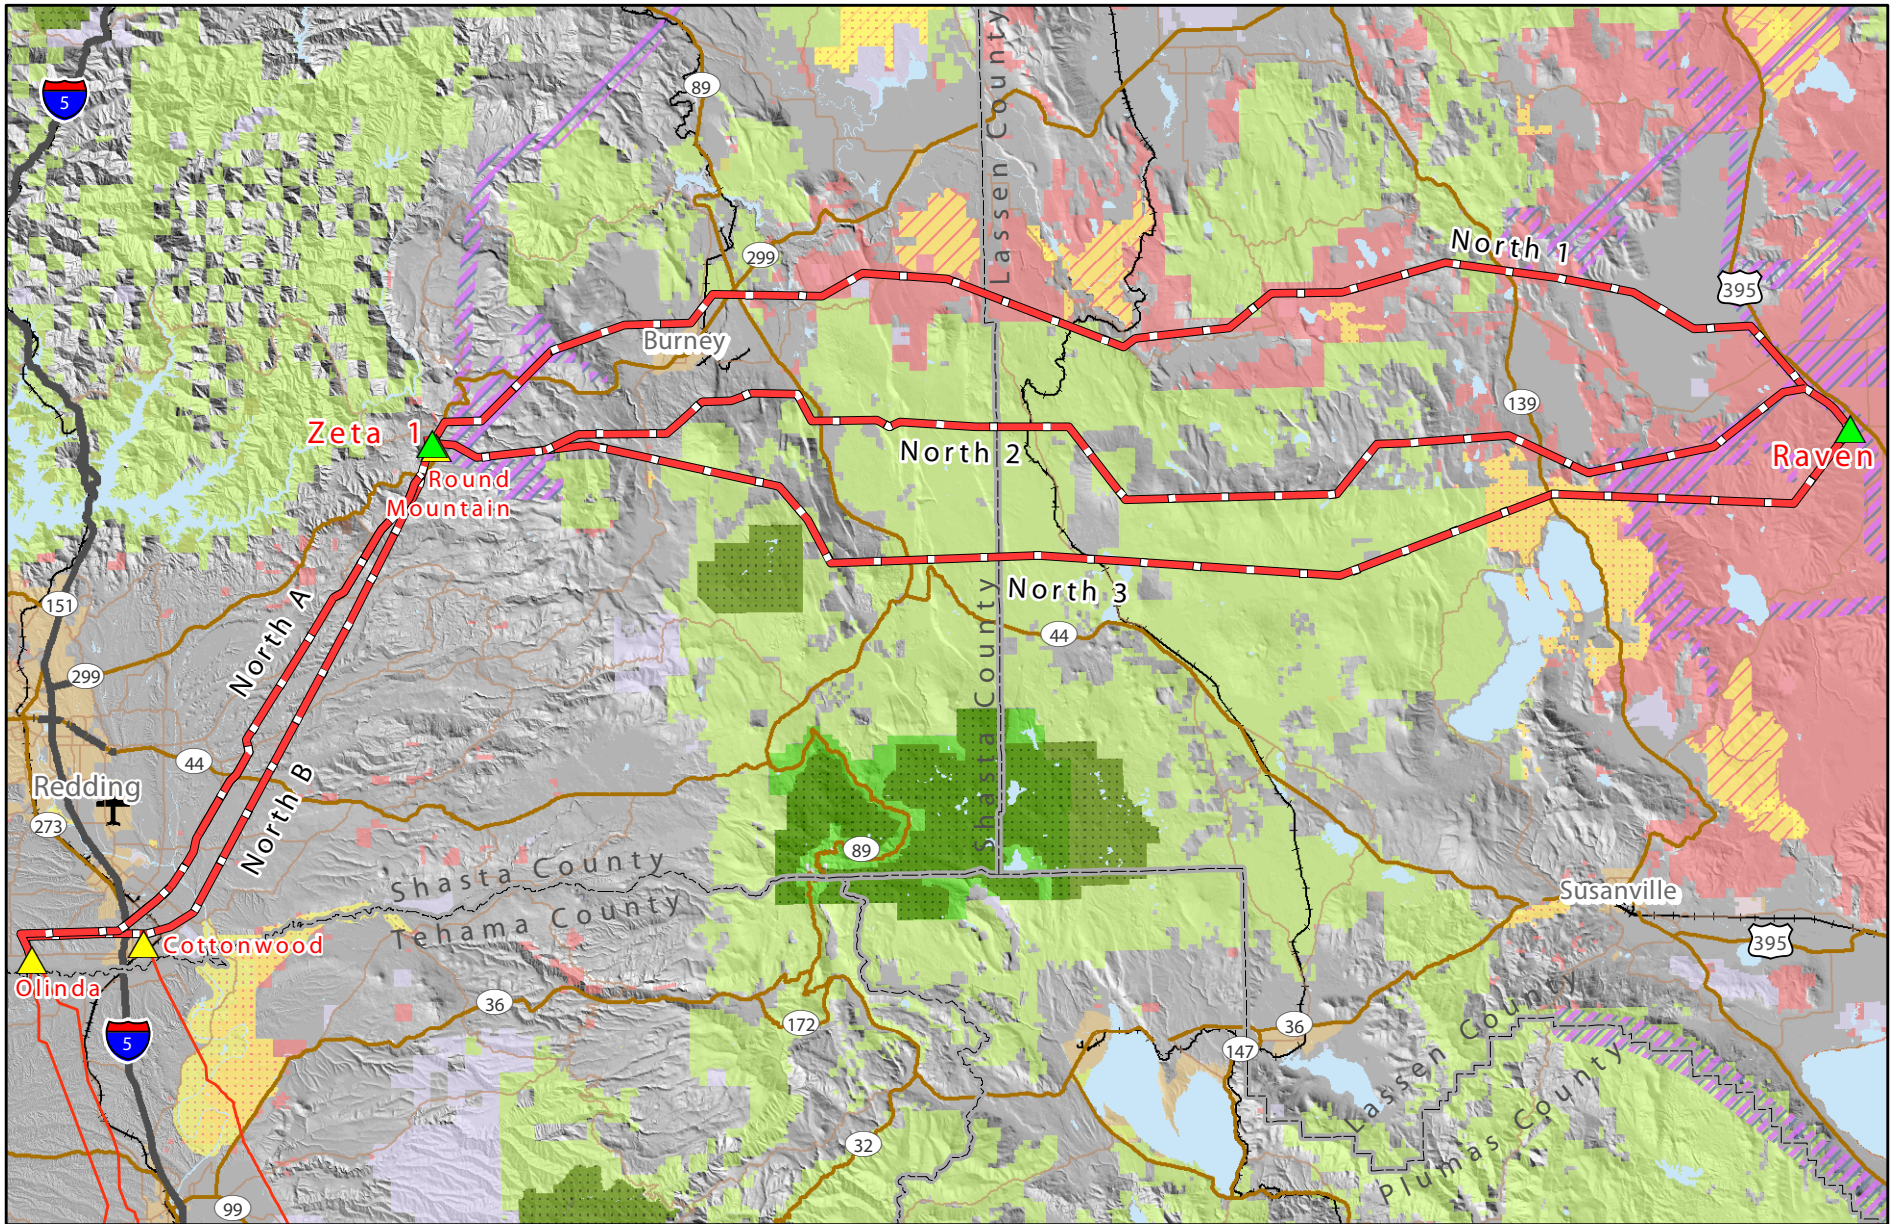 5
89
Lassen County
North 1
299
395
Burney
139
Zeta 1
North 2
Raven
Round
Mountain
North 3
151
North A
44
299
Shasta County
44
North B
Redding
273
89
Shasta County
Tehama County
Susanville
Cottonwood
395
Olinda
36
172
36
147
5
Lassen County
Plumas County
32
99